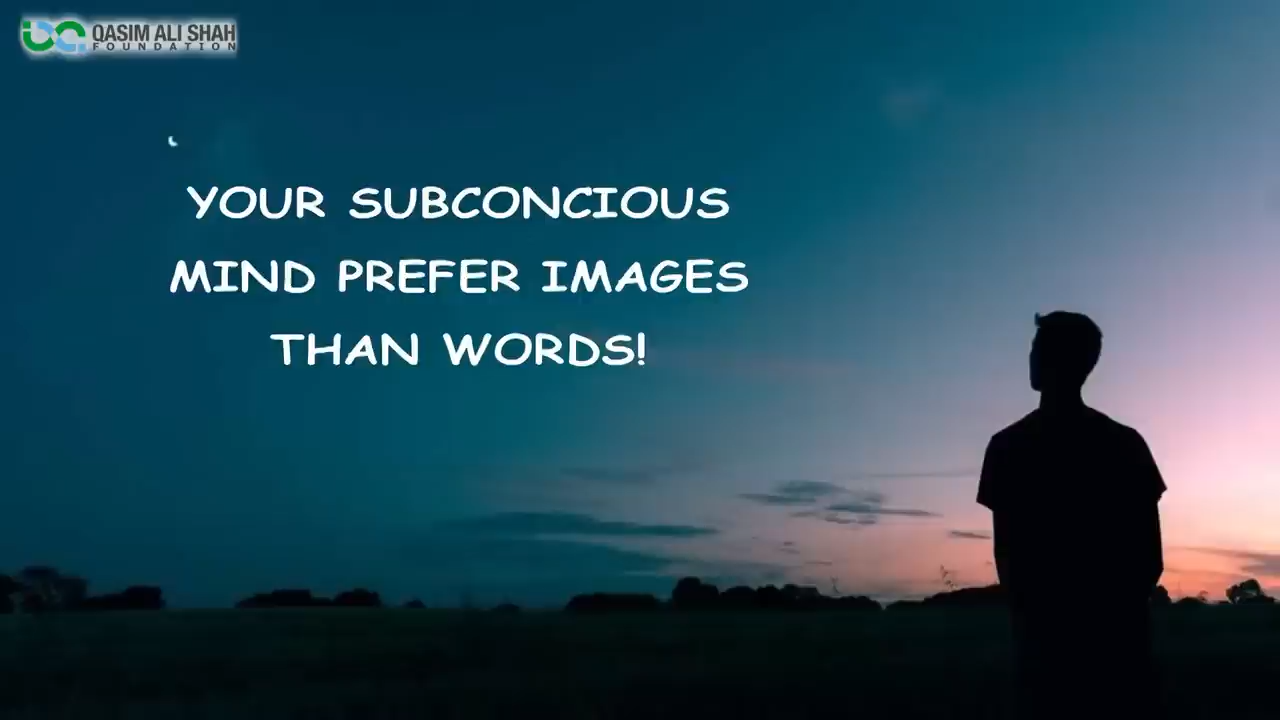 QASIM ALI SHAH
FOUNDATION
YOUR SUBCONCIOUS
MIND PREFER IMAGES
THAN WORDS!